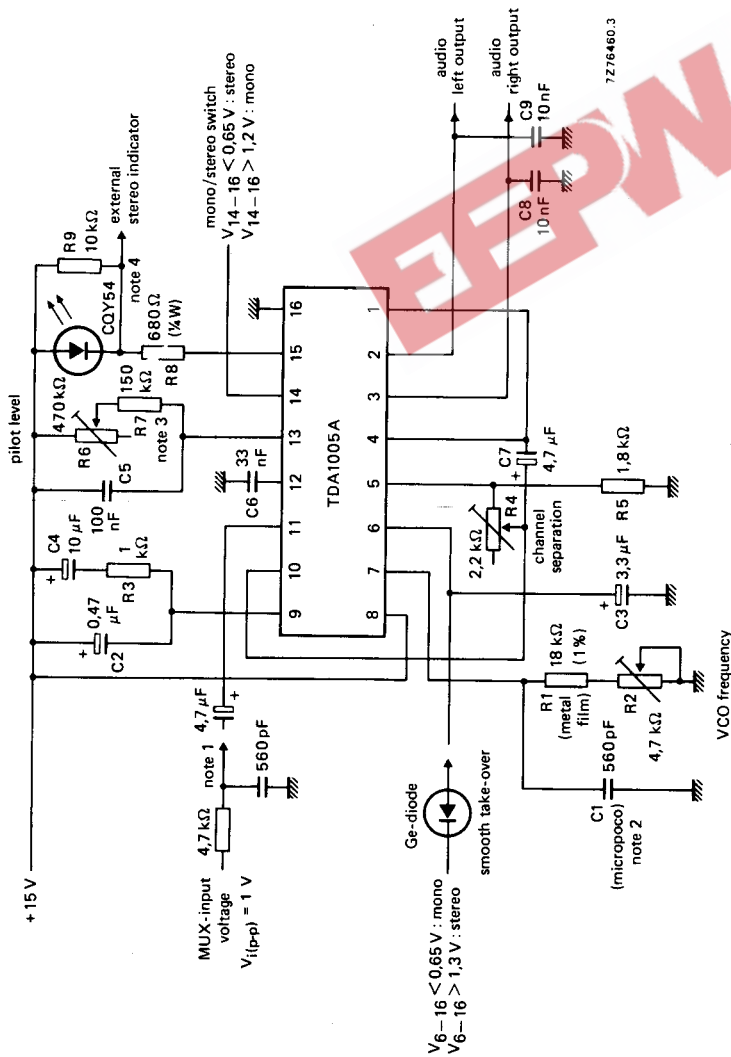 +15 V
MUX-input
voltage
Vi(p-p) = 1 V
4,7 kΩ
note 1
560 pF
4,7 µF
+
C2
0,47
µF
+
C4
10 µF
+
R3
1
kΩ
pilot level
100
nF
C5
R6
470 kΩ
R7
150
kΩ
note 3
CQY54
R9
10 kΩ
external
stereo indicator
note 4
680 Ω
(¼W)
R8
mono/stereo switch
V14–16 < 0,65 V : stereo
V14–16 > 1,2 V : mono
C6
33
nF
9
10
11
12
13
14
15
16
TDA1005A
8
7
6
5
4
3
2
1
V6–16 < 0,65 V : mono
V6–16 > 1,3 V : stereo
Ge-diode
smooth take-over
C1
560 pF
(micropoco)
note 2
R1
(metal
film)
18 kΩ
(1%)
R2
4,7 kΩ
VCO frequency
C3
3,3 µF
+
2,2 kΩ
R4
channel
separation
R5
1,8 kΩ
C7
4,7 µF
+
C8
10 nF
C9
10 nF
audio
left output
audio
right output
7Z76460.3
EEPW